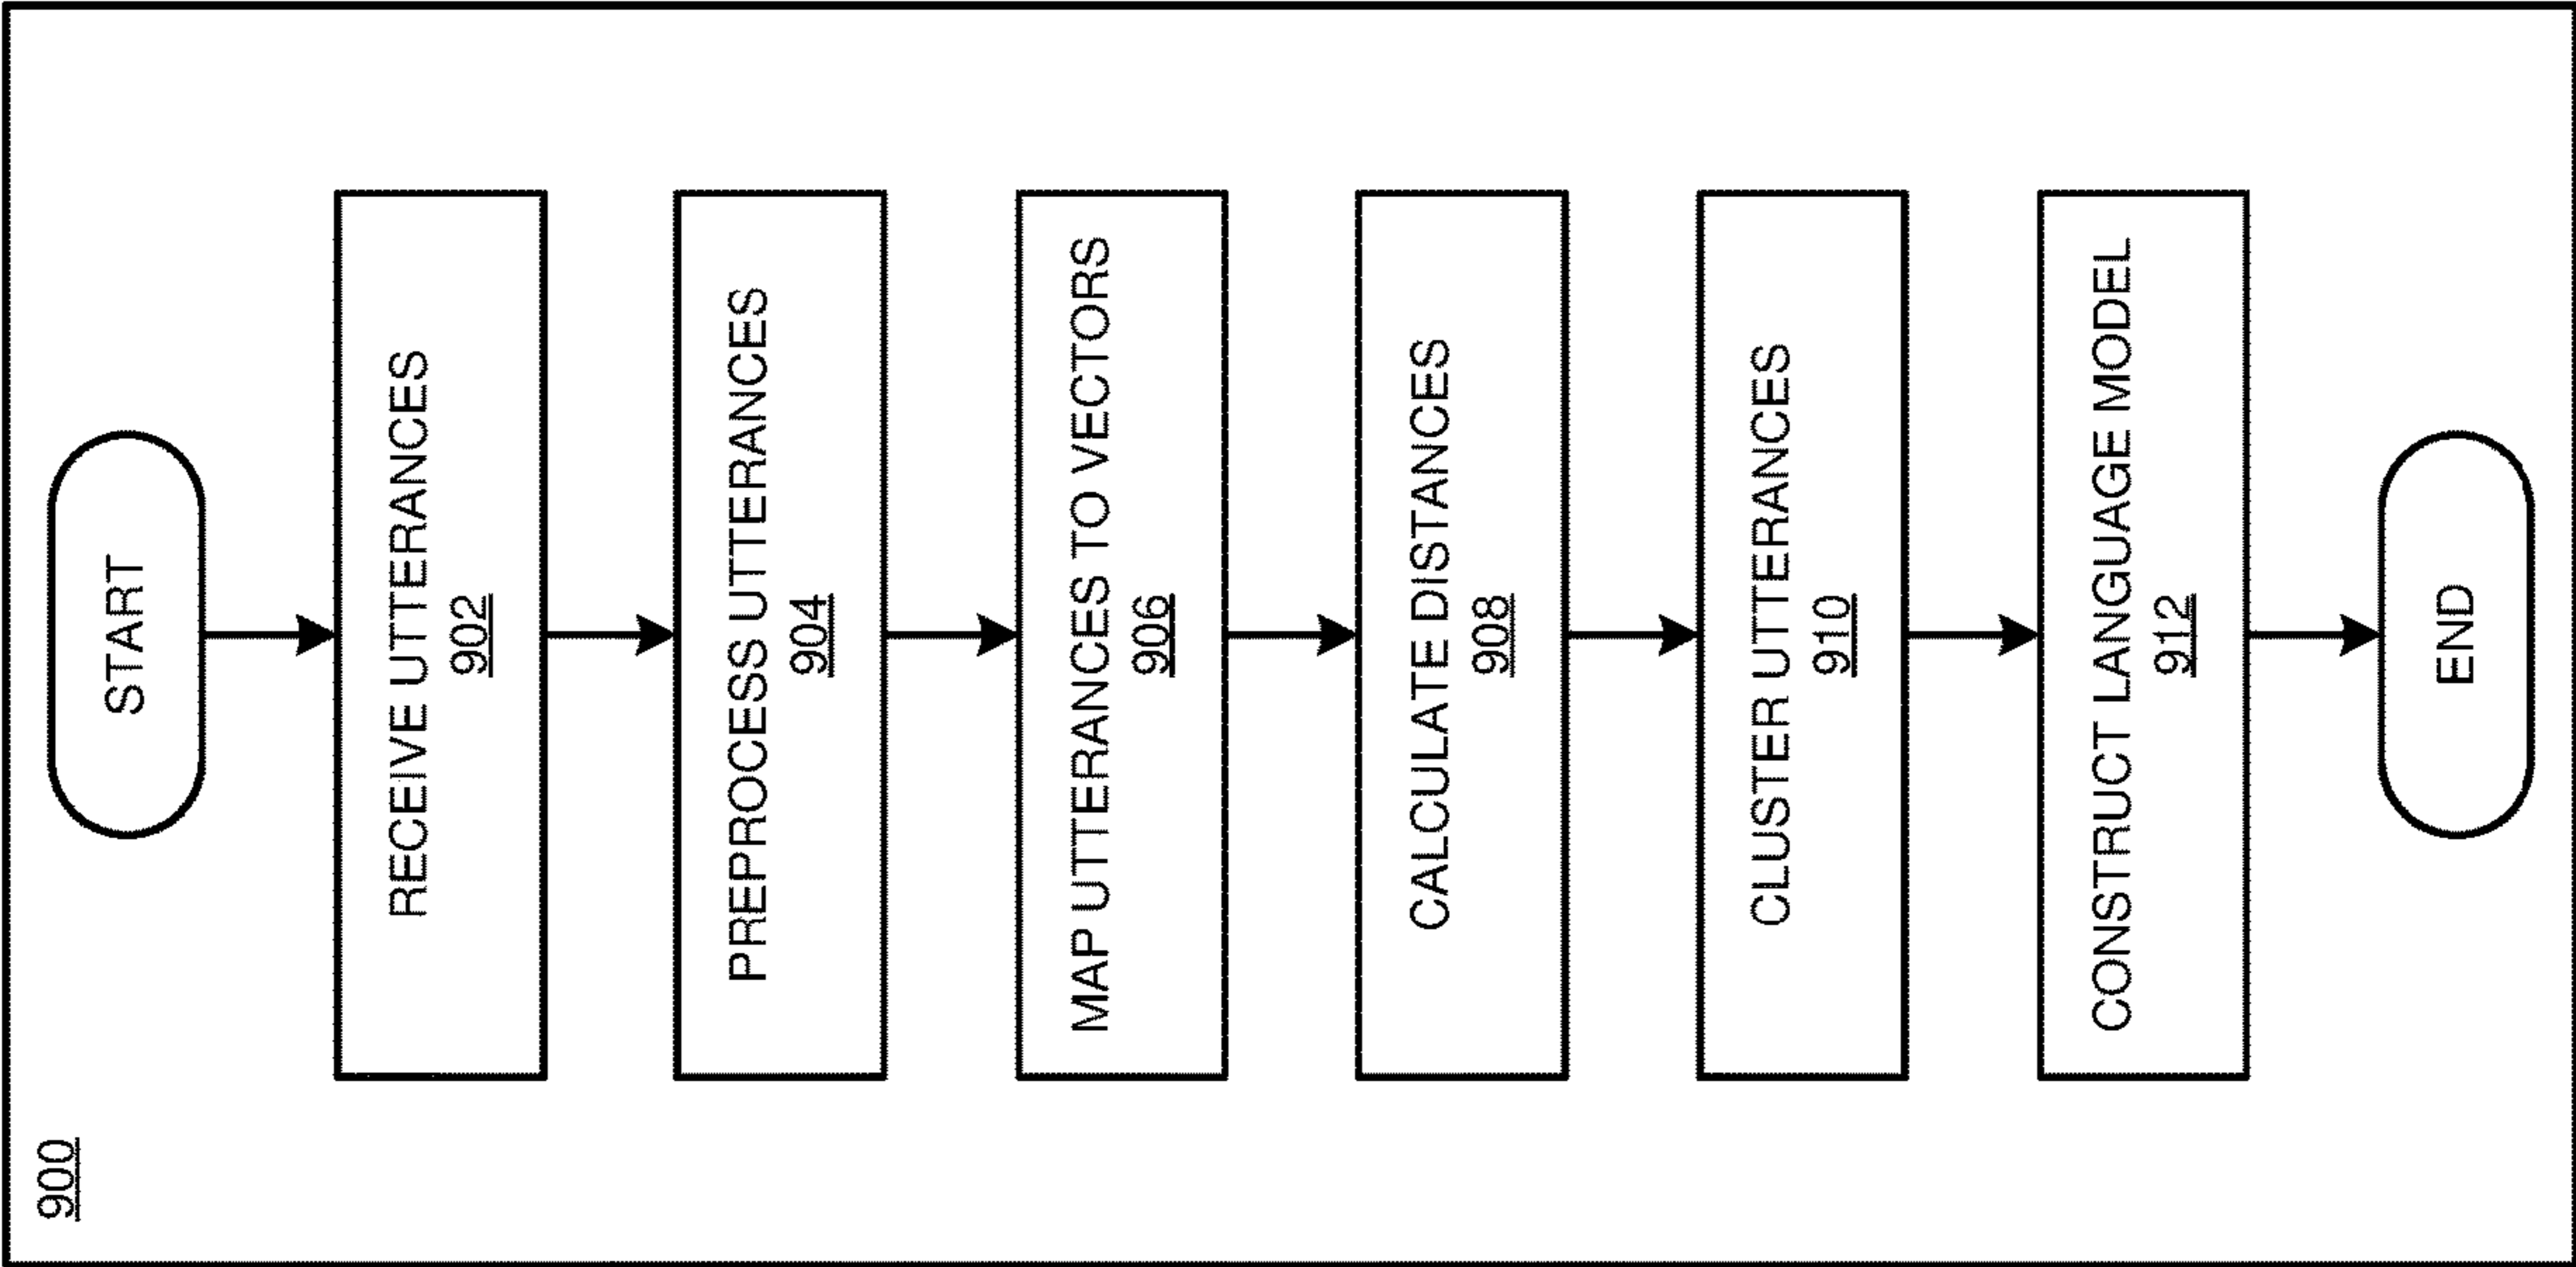 900
START
RECEIVE UTTERANCES
902
PREPROCESS UTTERANCES
904
MAP UTTERANCES TO VECTORS
906
CALCULATE DISTANCES
908
CLUSTER UTTERANCES
910
CONSTRUCT LANGUAGE MODEL
912
END